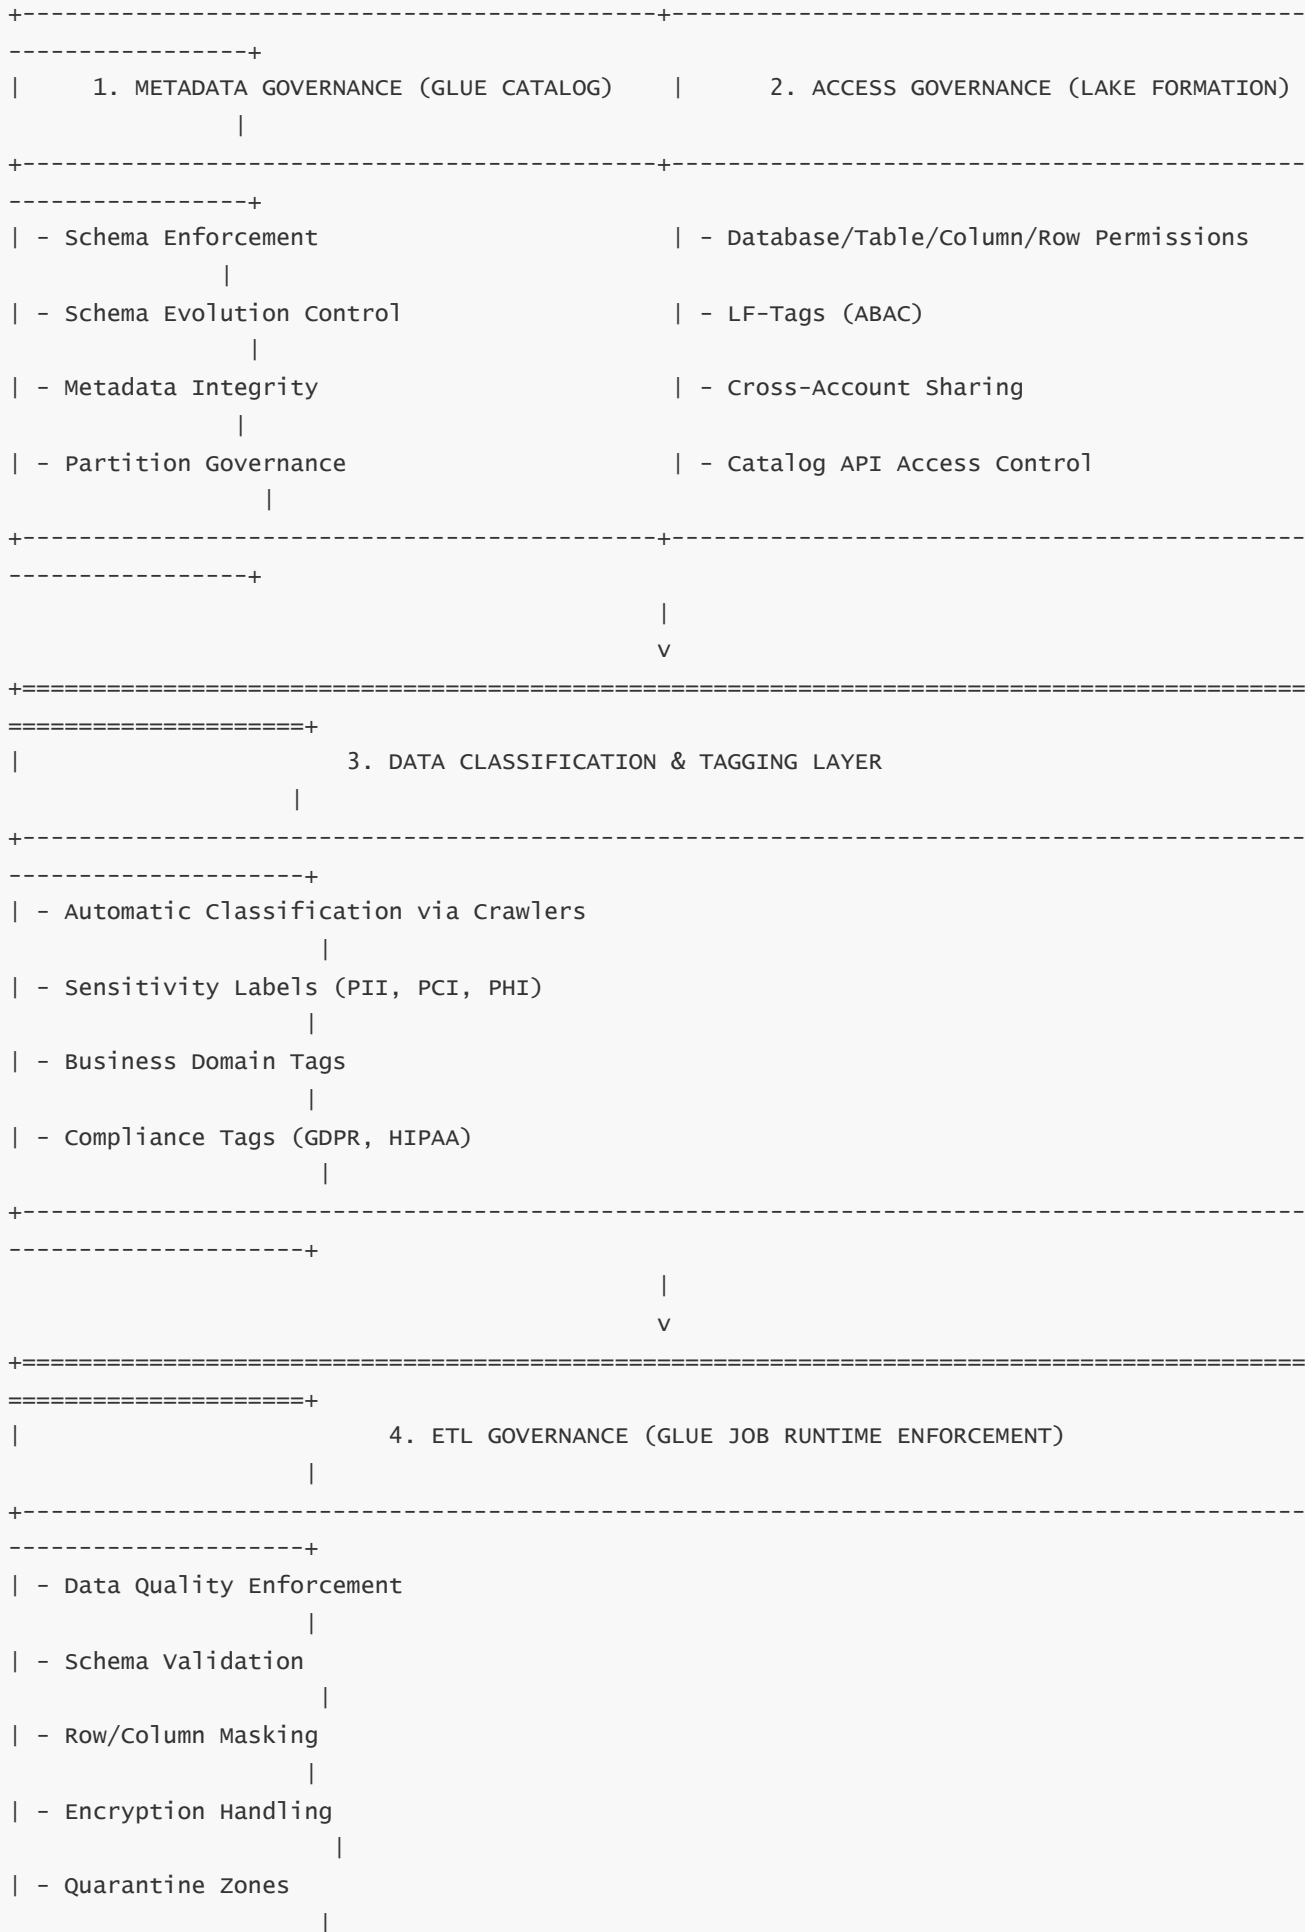 +---------------------------------------------+---------------------------------------------
-----------------+
|     1. METADATA GOVERNANCE (GLUE CATALOG)    |      2. ACCESS GOVERNANCE (LAKE FORMATION)
                |
+---------------------------------------------+---------------------------------------------
-----------------+
| - Schema Enforcement                         | - Database/Table/Column/Row Permissions
               |
| - Schema Evolution Control                   | - LF-Tags (ABAC)
                 |
| - Metadata Integrity                         | - Cross-Account Sharing
                |
| - Partition Governance                       | - Catalog API Access Control
                  |
+---------------------------------------------+---------------------------------------------
-----------------+
                                              |
                                              v
+===========================================================================================
=====================+
|                       3. DATA CLASSIFICATION & TAGGING LAYER
                    |
+-------------------------------------------------------------------------------------------
---------------------+
| - Automatic Classification via Crawlers
                      |
| - Sensitivity Labels (PII, PCI, PHI)
                     |
| - Business Domain Tags
                     |
| - Compliance Tags (GDPR, HIPAA)
                      |
+-------------------------------------------------------------------------------------------
---------------------+
                                              |
                                              v
+===========================================================================================
=====================+
|                          4. ETL GOVERNANCE (GLUE JOB RUNTIME ENFORCEMENT)
                     |
+-------------------------------------------------------------------------------------------
---------------------+
| - Data Quality Enforcement
                     |
| - Schema Validation
                      |
| - Row/Column Masking
                     |
| - Encryption Handling
                       |
| - Quarantine Zones
                      |